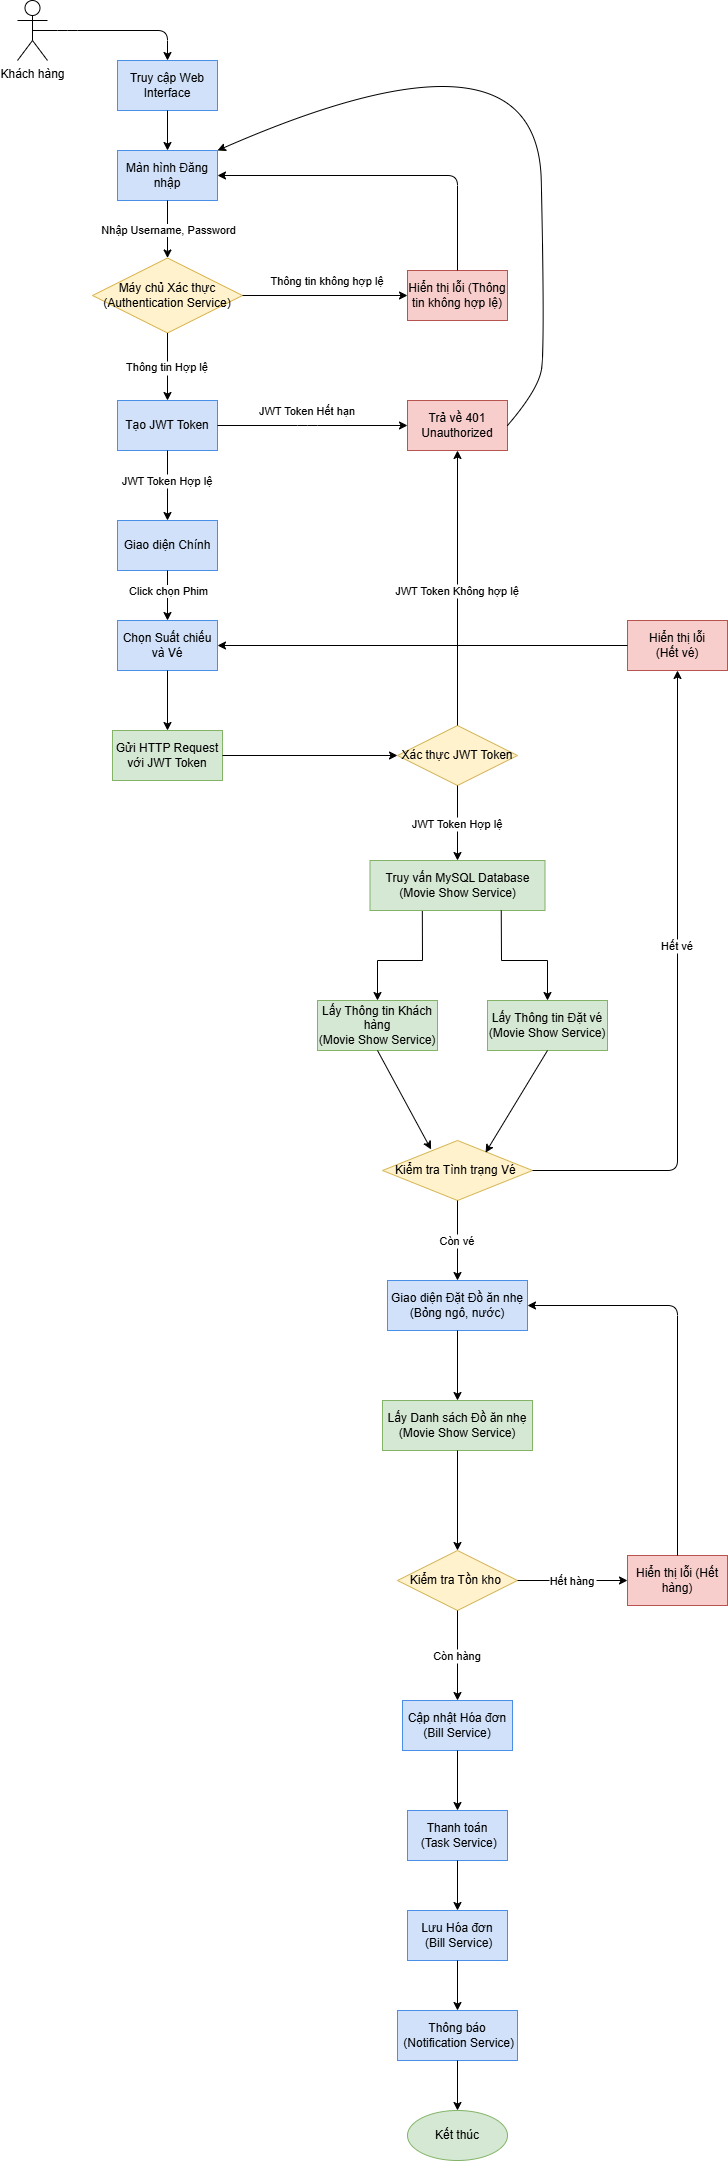 Khách hàng
Truy cập Web
Interface
Màn hình Đăng
nhập
Nhập Username, Password
Máy chủ Xác thực
(Authentication Service)
Thông tin không hợp lệ
Hiển thị lỗi (Thông
tin không hợp lệ)
Thông tin Hợp lệ
Tạo JWT Token
JWT Token Hết hạn
Trả về 401
Unauthorized
JWT Token Hợp lệ
Giao diện Chính
Click chọn Phim
JWT Token Không hợp lệ
Chọn Suất chiếu
và Vé
Hiển thị lỗi
(Hết vé)
Gửi HTTP Request
với JWT Token
Xác thực JWT Token
JWT Token Hợp lệ
Truy vấn MySQL Database
(Movie Show Service)
Hết vé
Lấy Thông tin Khách
hàng
(Movie Show Service)
Lấy Thông tin Đặt vé
(Movie Show Service)
Kiểm tra Tình trạng Vé
Còn vé
Giao diện Đặt Đồ ăn nhẹ
(Bỏng ngô, nước)
Lấy Danh sách Đồ ăn nhẹ
(Movie Show Service)
Kiểm tra Tồn kho
Hết hàng
Hiển thị lỗi (Hết
hàng)
Còn hàng
Cập nhật Hóa đơn
(Bill Service)
Thanh toán
(Task Service)
Lưu Hóa đơn
(Bill Service)
Thông báo
(Notification Service)
Kết thúc